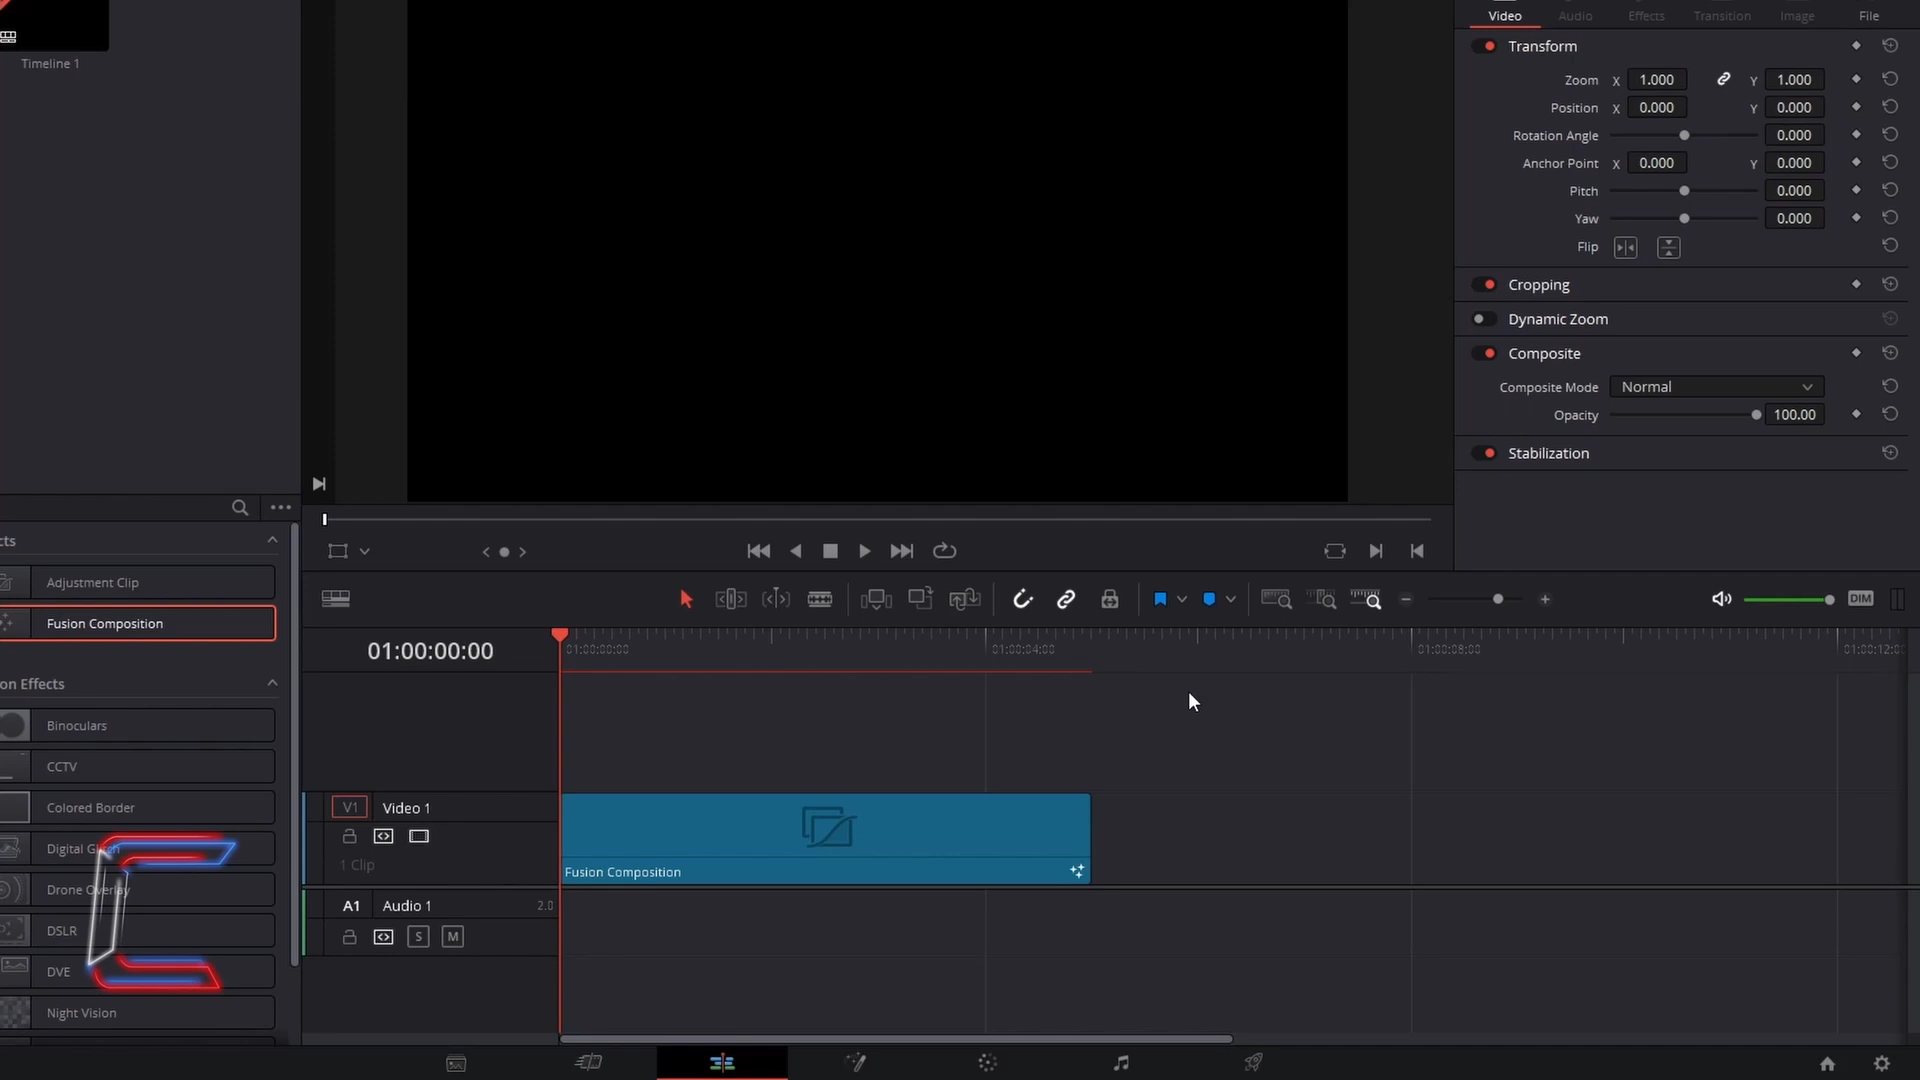 Timeline 1
Video Audio Effects Transition Image File
Transform
Zoom X 1.000 Y 1.000
Position X 0.000 Y 0.000
Rotation Angle 0.000
Anchor Point X 0.000 Y 0.000
Pitch 0.000
Yaw 0.000
Flip
Cropping
Dynamic Zoom
Composite
Composite Mode Normal
Opacity 100.00
Stabilization
cts
Adjustment Clip
Fusion Composition
on Effects
Binoculars
CCTV
Colored Border
Digital Glitch
Drone Overlay
DSLR
DVE
Night Vision
DIM
01:00:00:00
01:00:00:00 01:00:04:00 01:00:08:00 01:00:12:0
V1 Video 1
1 Clip
Fusion Composition
A1 Audio 1 2.0
S M